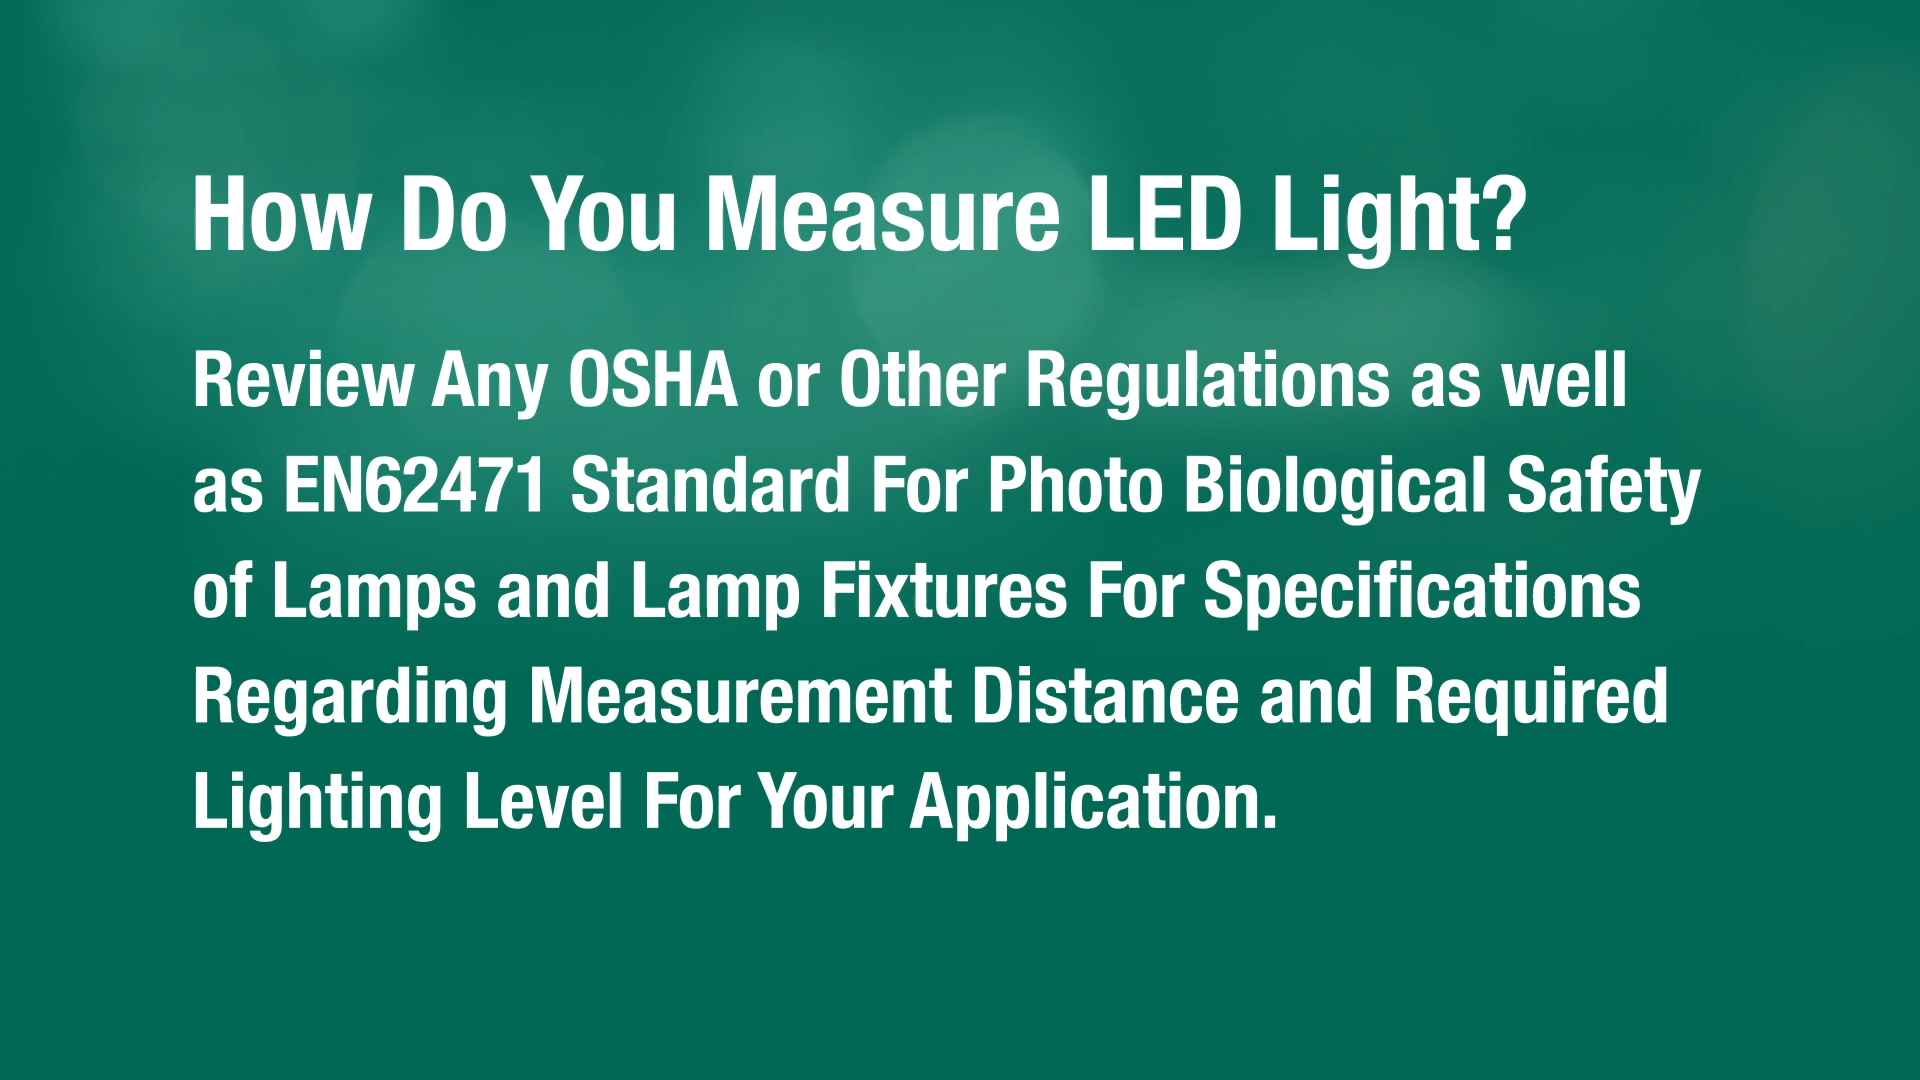 How Do You Measure LED Light?
Review Any OSHA or Other Regulations as well
as EN62471 Standard For Photo Biological Safety
of Lamps and Lamp Fixtures For Specifications
Regarding Measurement Distance and Required
Lighting Level For Your Application.